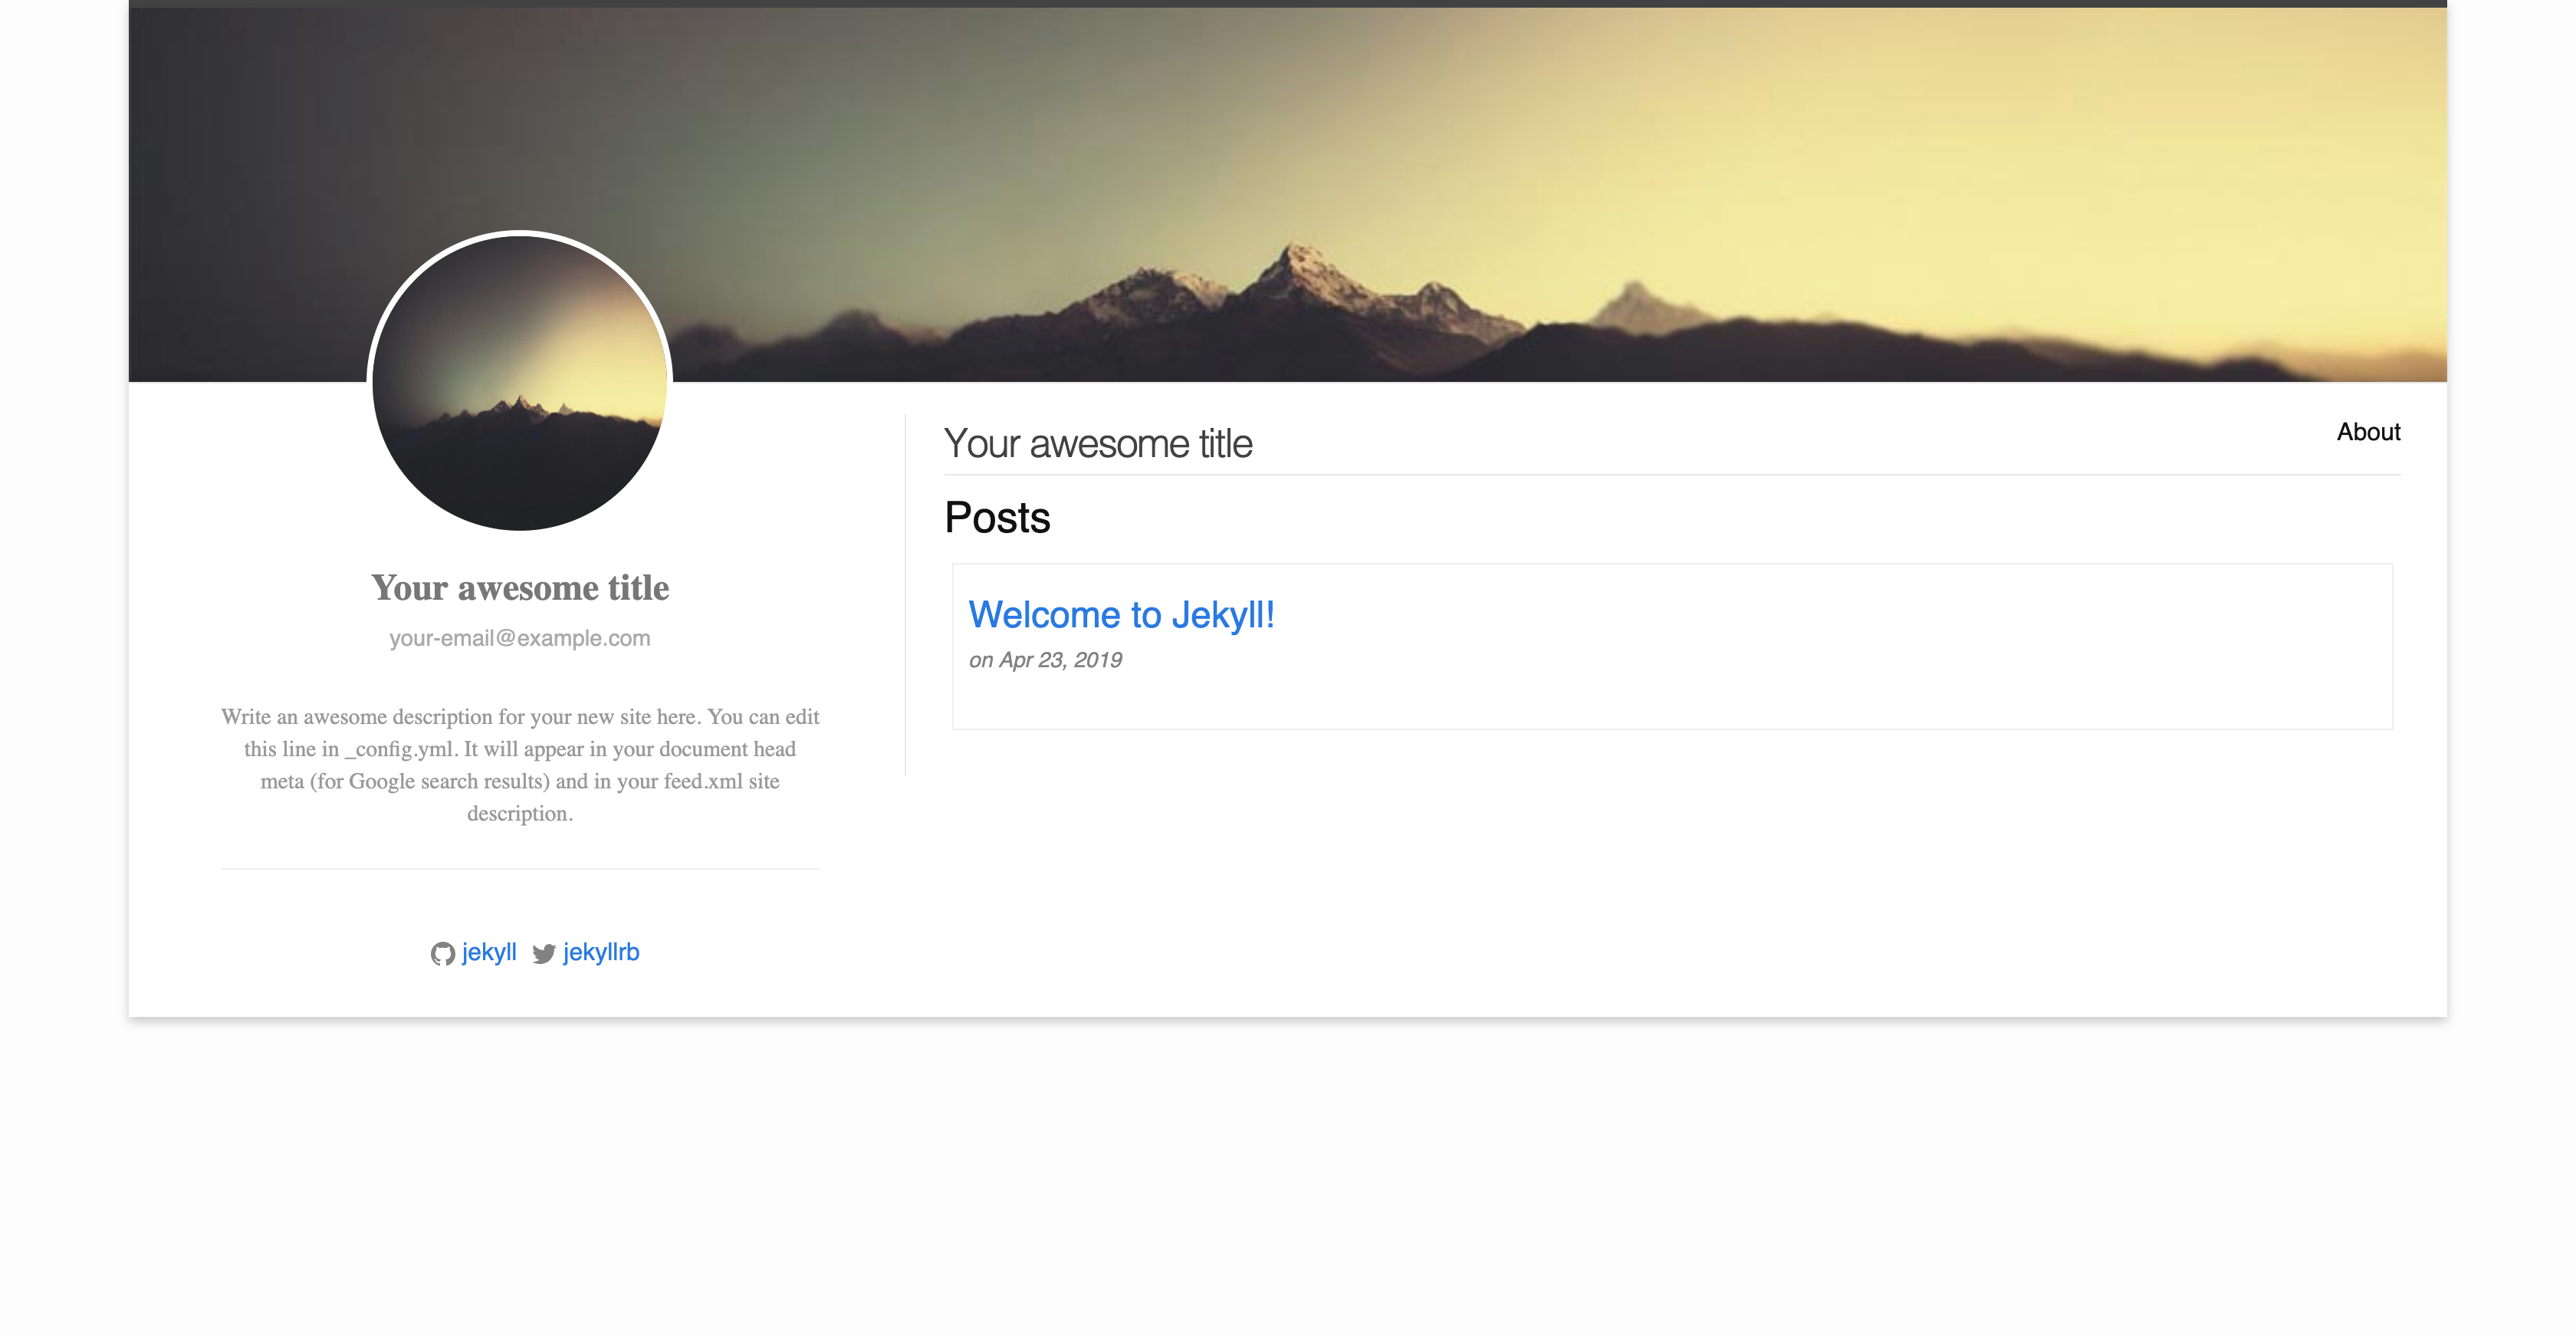 Your awesome title
your-email@example.com
Write an awesome description for your new site here. You can edit
this line in _config.yml. It will appear in your document head
meta (for Google search results) and in your feed.xml site
description.
jekyll jekyllrb
Your awesome title
About
Posts
Welcome to Jekyll!
on Apr 23, 2019